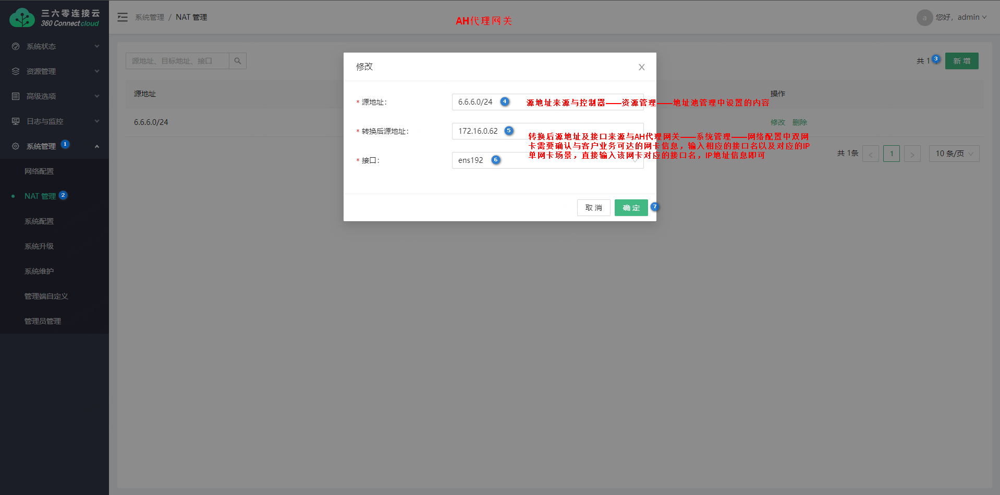 三六零连接云
360 Connect cloud
系统管理 / NAT 管理
AH代理网关
a 您好，admin
系统状态
资源管理
高级选项
日志与监控
系统管理 1
网络配置
NAT 管理 2
系统配置
系统升级
系统维护
管理端自定义
管理员管理
源地址、目标地址、接口
共 1 3 新 增
源地址
操作
6.6.6.0/24
修改 删除
共 1条 < 1 > 10 条/页
修改 X
* 源地址： 6.6.6.0/24 4
源地址来源与控制器——资源管理——地址池管理中设置的内容
* 转换后源地址： 172.16.0.62 5
转换后源地址及接口来源与AH代理网关——系统管理——网络配置中双网
卡需要确认与客户业务可达的网卡信息，输入相应的接口名以及对应的IP
单网卡场景，直接输入该网卡对应的接口名，IP地址信息即可
* 接口： ens192 6
取 消 确 定 7